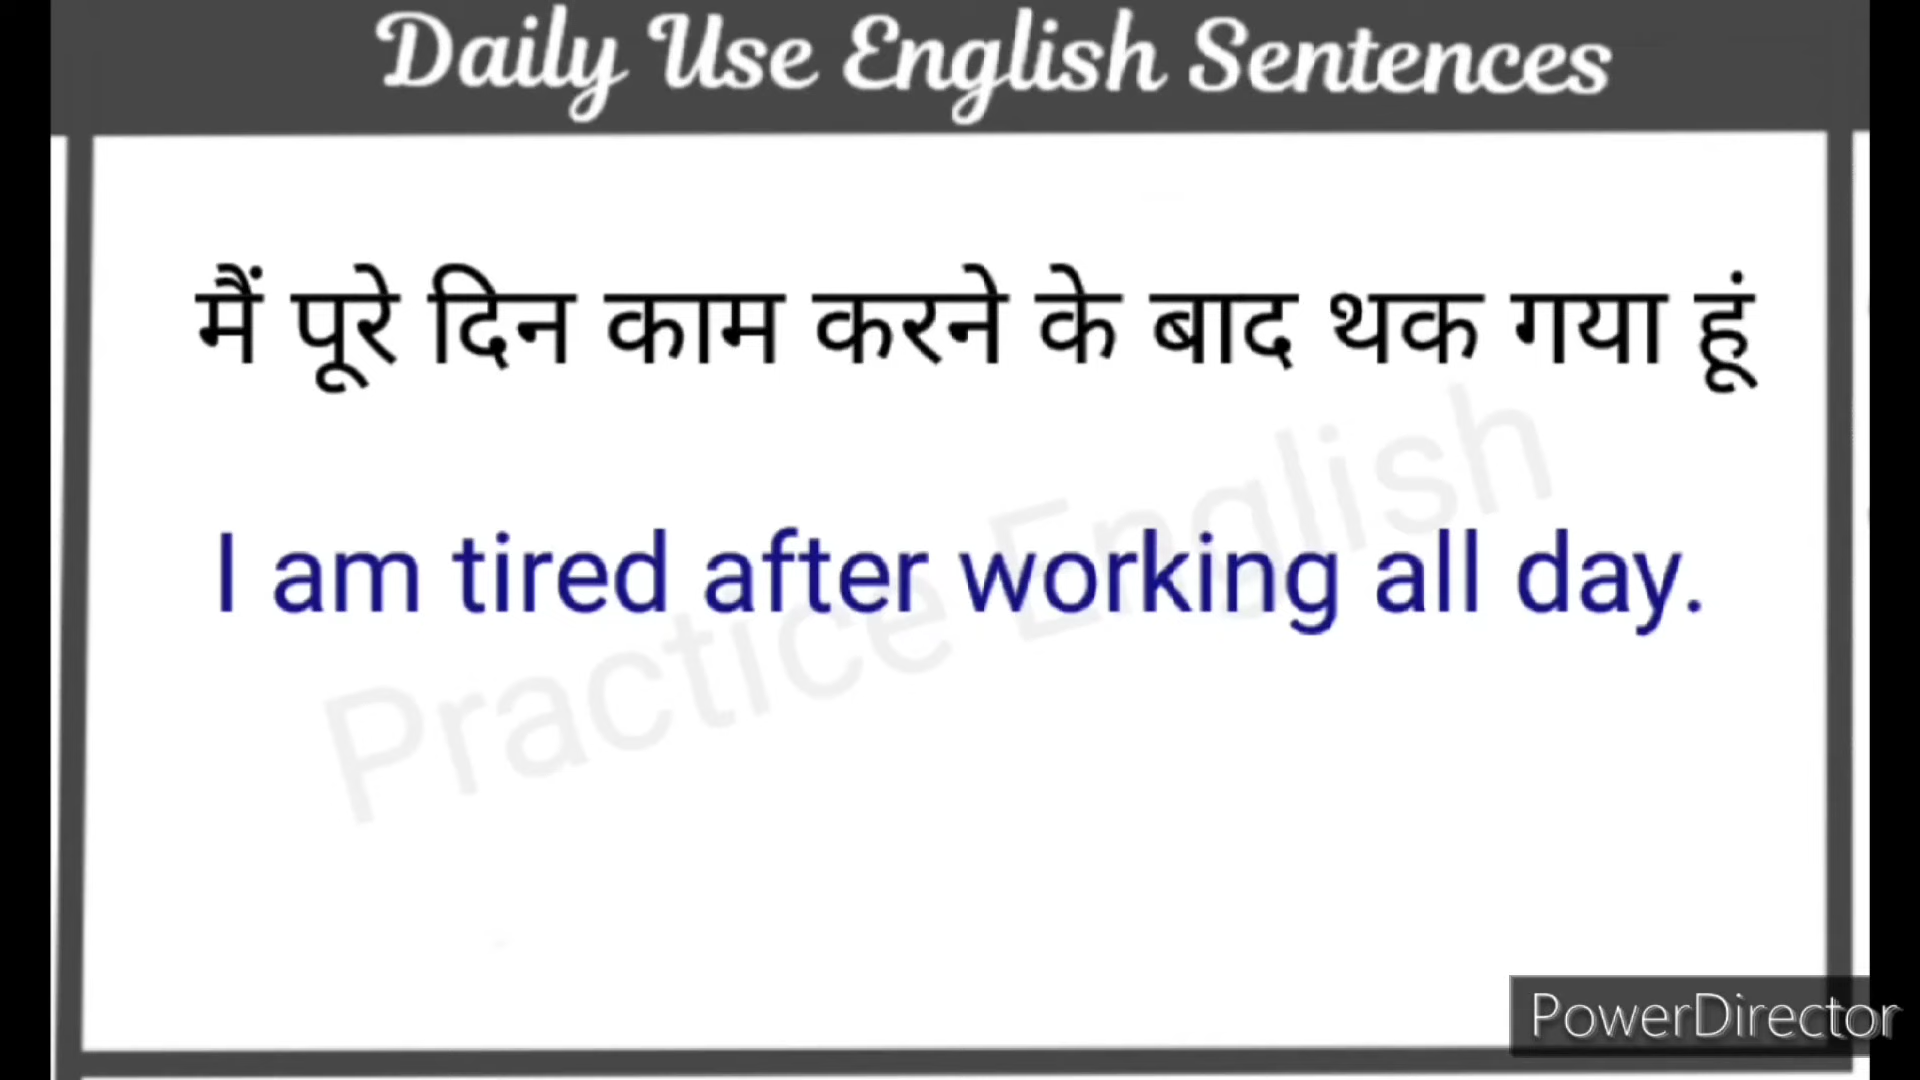 Daily Use English Sentences
मैं पूरे दिन काम करने के बाद थक गया हूं
I am tired after working all day.
Practice English
PowerDirector